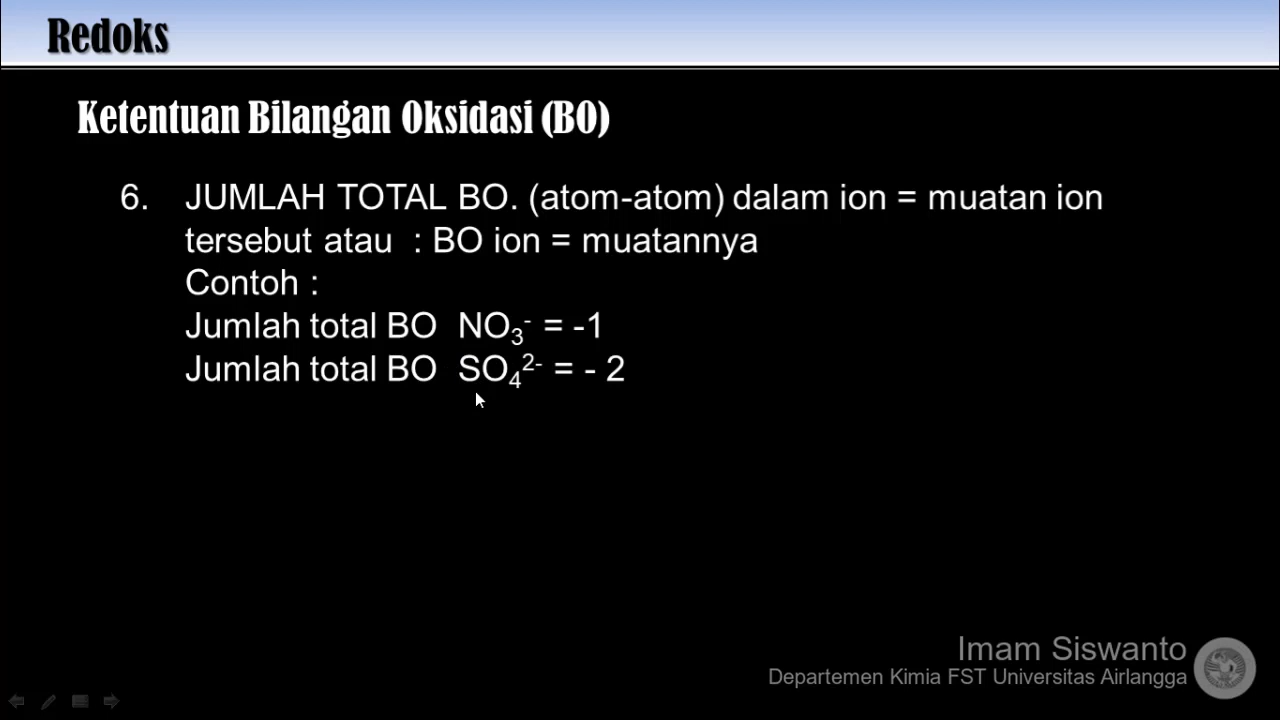 Redoks
Ketentuan Bilangan Oksidasi (BO)
6. JUMLAH TOTAL BO. (atom-atom) dalam ion = muatan ion
tersebut atau : BO ion = muatannya
Contoh :
Jumlah total BO NO₃⁻ = -1
Jumlah total BO SO₄²⁻ = - 2
Imam Siswanto
Departemen Kimia FST Universitas Airlangga